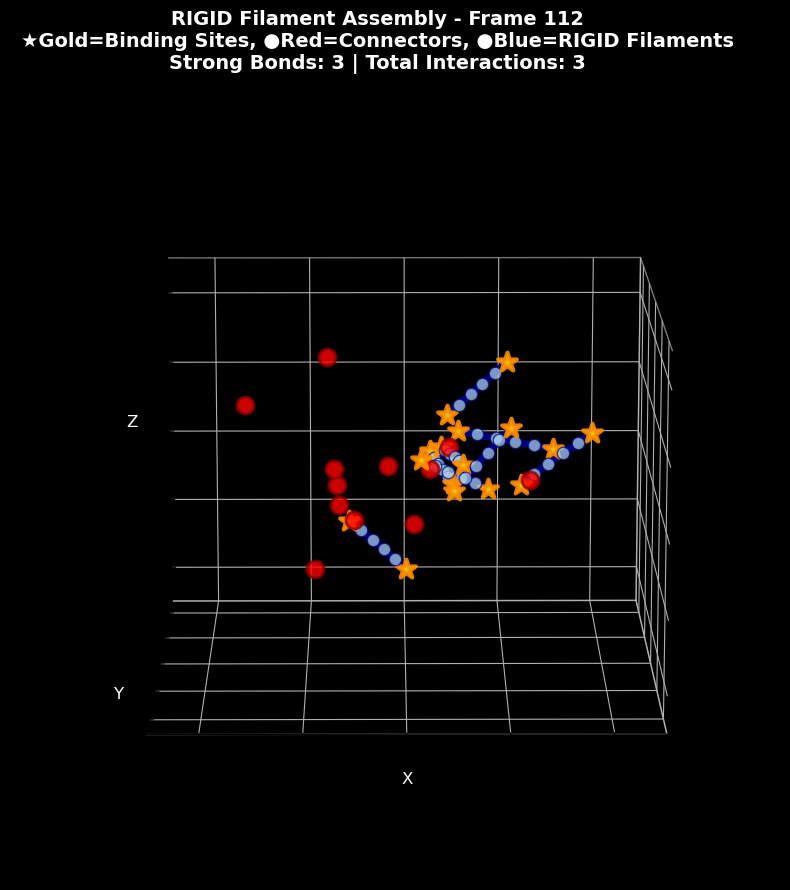 RIGID Filament Assembly - Frame 112
★Gold=Binding Sites, ●Red=Connectors, ●Blue=RIGID Filaments
Strong Bonds: 3 | Total Interactions: 3
Z
Y
X